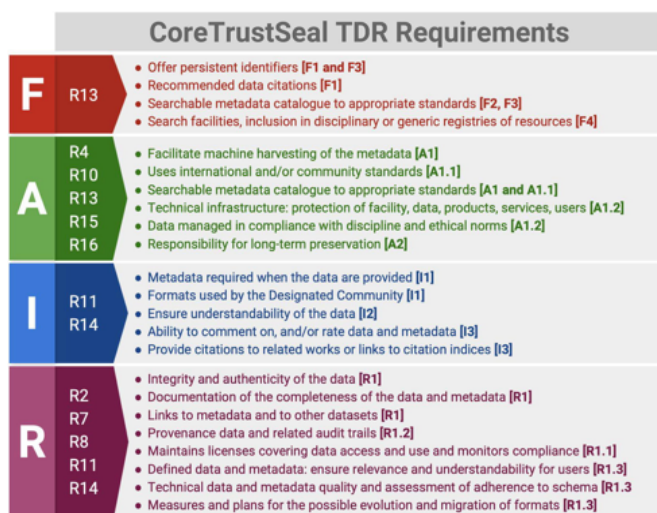 CoreTrustSeal TDR Requirements
F
R13
• Offer persistent identifiers [F1 and F3]
• Recommended data citations [F1]
• Searchable metadata catalogue to appropriate standards [F2, F3]
• Search facilities, inclusion in disciplinary or generic registries of resources [F4]
A
R4
R10
R13
R15
R16
• Facilitate machine harvesting of the metadata [A1]
• Uses international and/or community standards [A1.1]
• Searchable metadata catalogue to appropriate standards [A1 and A1.1]
• Technical infrastructure: protection of facility, data, products, services, users [A1.2]
• Data managed in compliance with discipline and ethical norms [A1.2]
• Responsibility for long-term preservation [A2]
I
R11
R14
• Metadata required when the data are provided [I1]
• Formats used by the Designated Community [I1]
• Ensure understandability of the data [I2]
• Ability to comment on, and/or rate data and metadata [I3]
• Provide citations to related works or links to citation indices [I3]
R
R2
R7
R8
R11
R14
• Integrity and authenticity of the data [R1]
• Documentation of the completeness of the data and metadata [R1]
• Links to metadata and to other datasets [R1]
• Provenance data and related audit trails [R1.2]
• Maintains licenses covering data access and use and monitors compliance [R1.1]
• Defined data and metadata: ensure relevance and understandability for users [R1.3]
• Technical data and metadata quality and assessment of adherence to schema [R1.3
• Measures and plans for the possible evolution and migration of formats [R1.3]